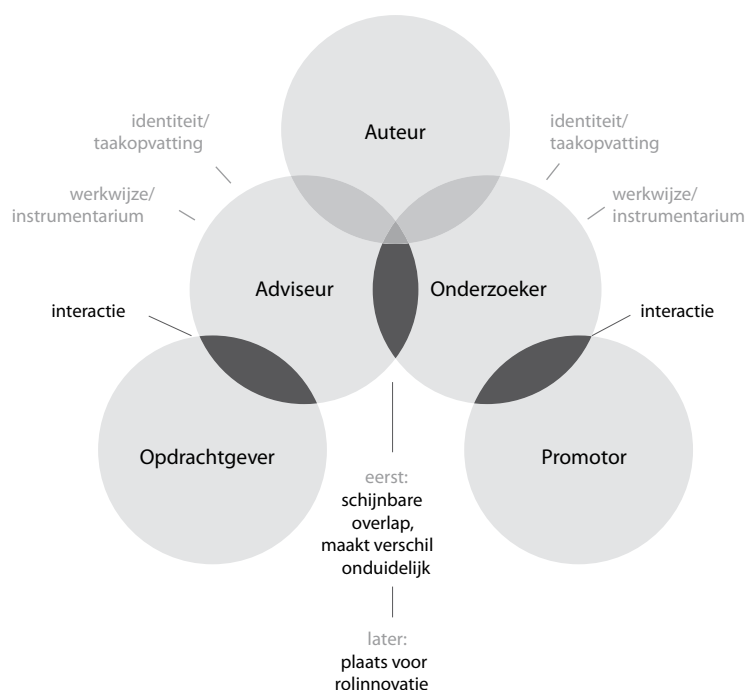 Auteur
identiteit/
taakopvatting
identiteit/
taakopvatting
werkwijze/
instrumentarium
werkwijze/
instrumentarium
Adviseur
Onderzoeker
interactie
interactie
Opdrachtgever
Promotor
eerst:
schijnbare
overlap,
maakt verschil
onduidelijk
later:
plaats voor
rolinnovatie